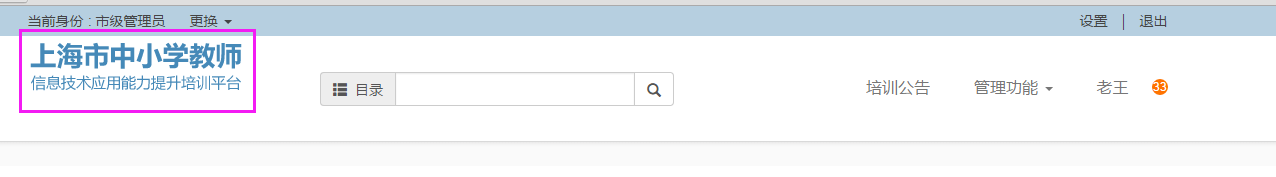 当前身份 : 市级管理员 更换 设置 | 退出
上海市中小学教师
信息技术应用能力提升培训平台
目录 培训公告 管理功能 老王 33